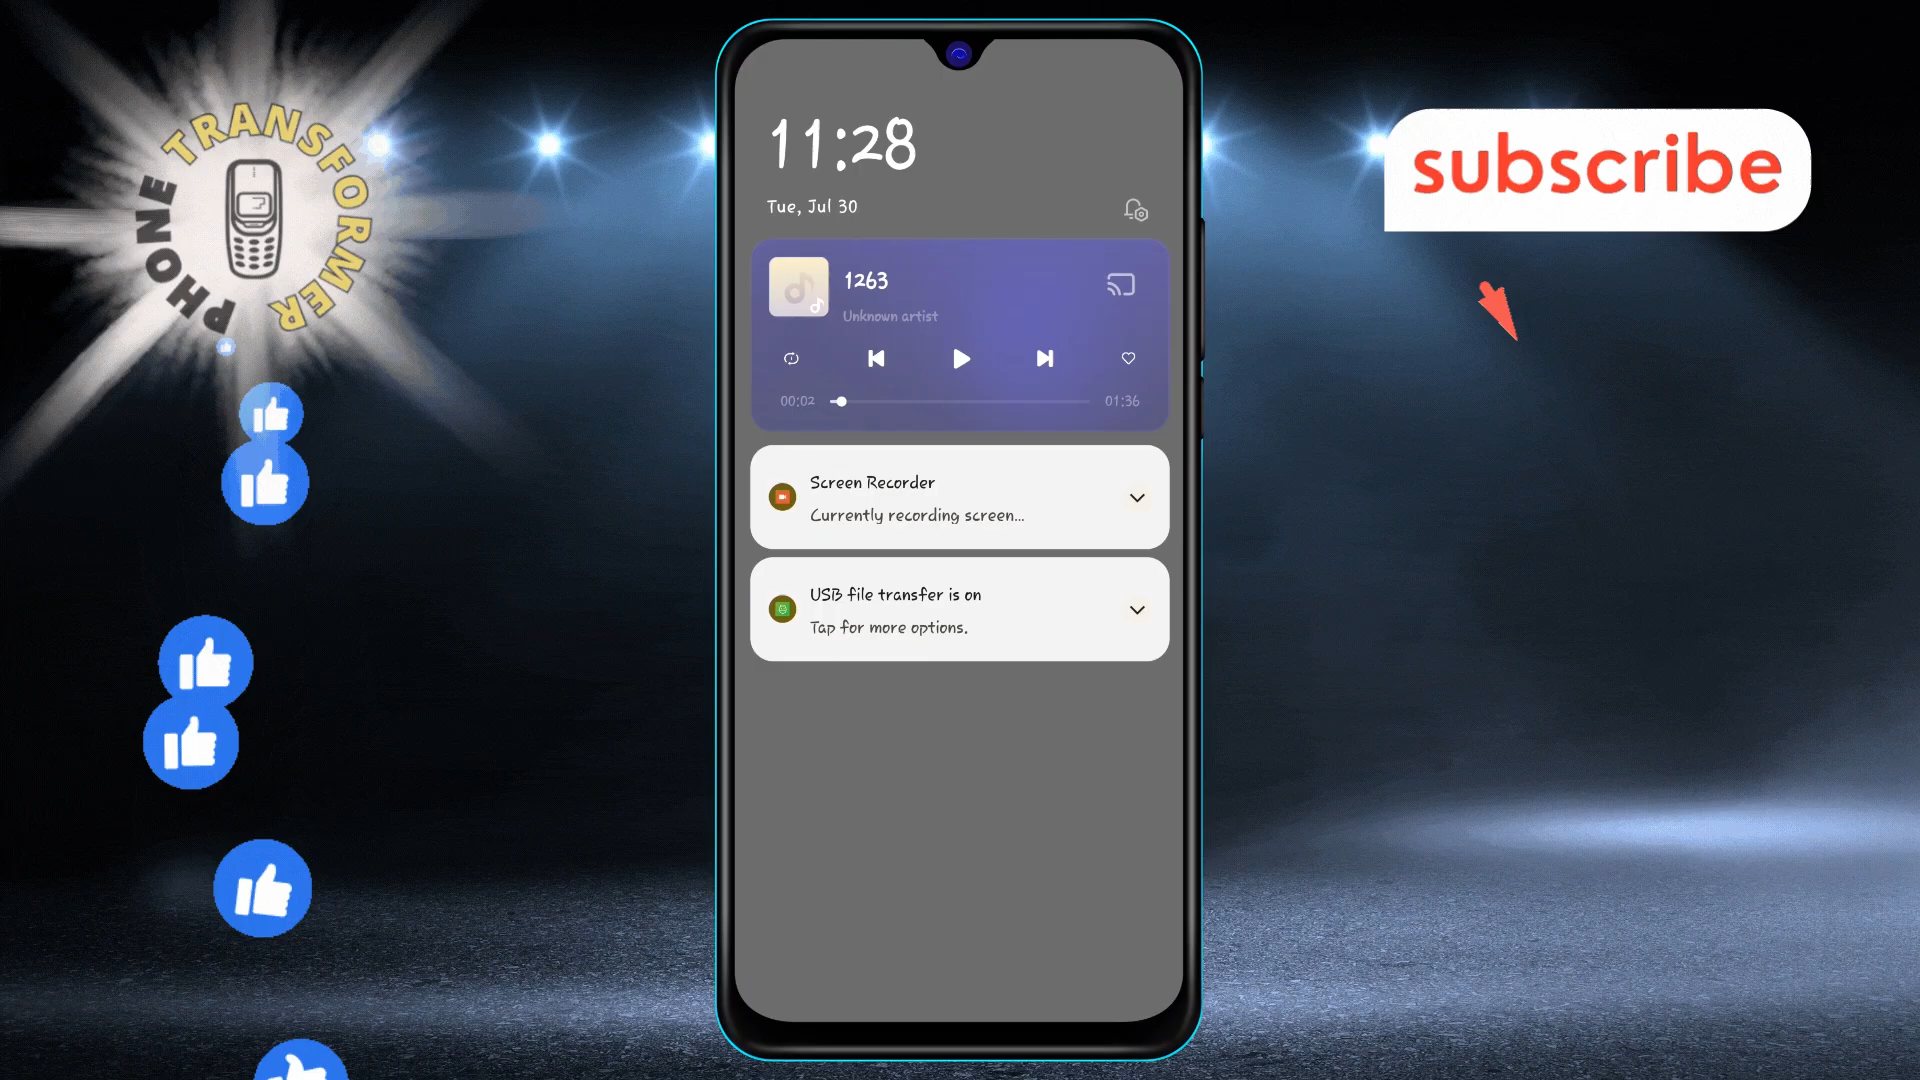 PHONE TRANSFORMER
subscribe
11:28
Tue, Jul 30
1263
Unknown artist
00:02
01:36
Screen Recorder
Currently recording screen...
USB file transfer is on
Tap for more options.